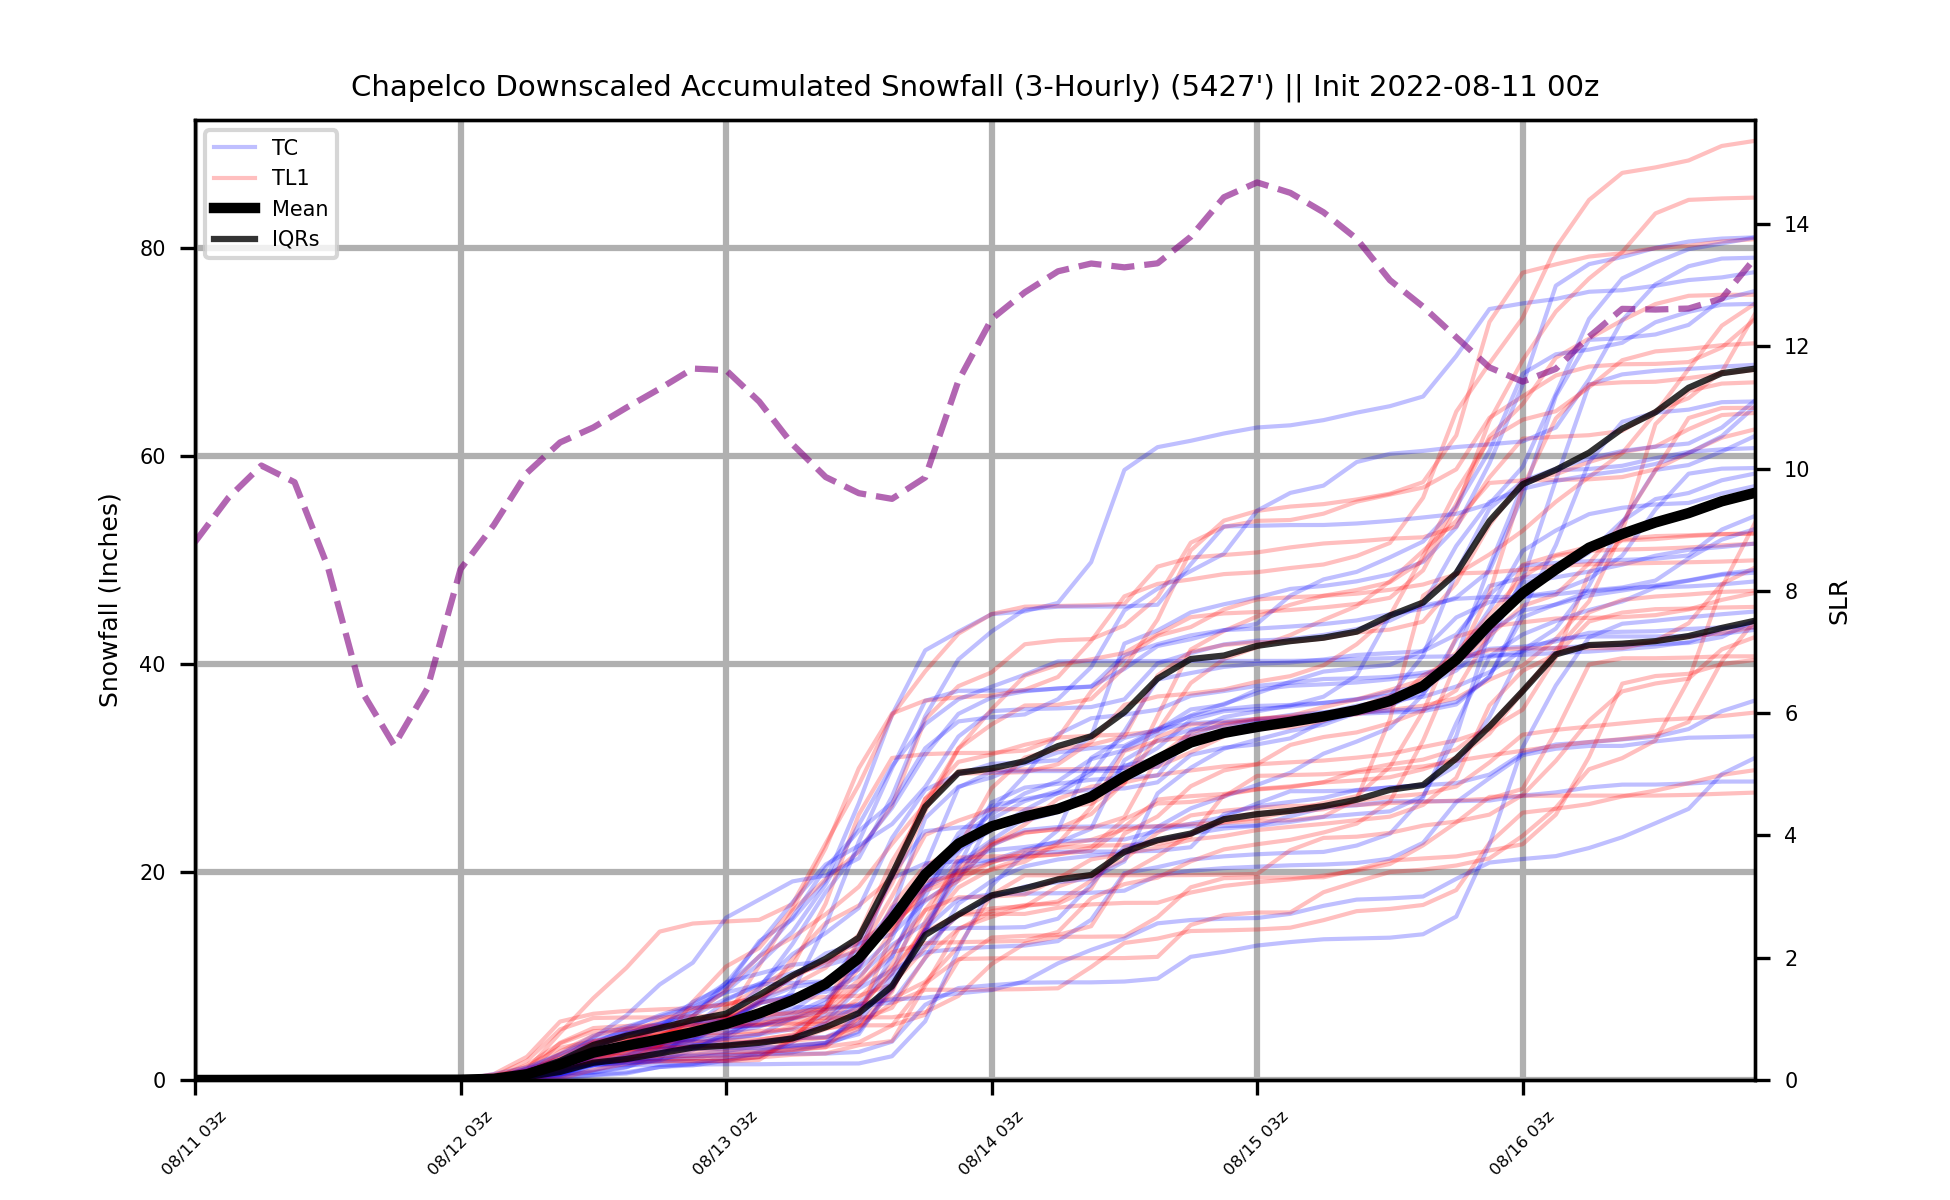 Chapelco Downscaled Accumulated Snowfall (3-Hourly) (5427') || Init 2022-08-11 00z
TC
TL1
Mean
IQRs
Snowfall (Inches)
80
60
40
20
0
14
12
10
8
6
4
2
0
SLR
08/11 03z
08/12 03z
08/13 03z
08/14 03z
08/15 03z
08/16 03z